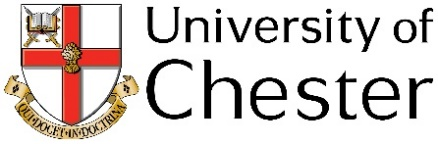 University of
Chester
QUI · DOCET · IN · DOCTRINA